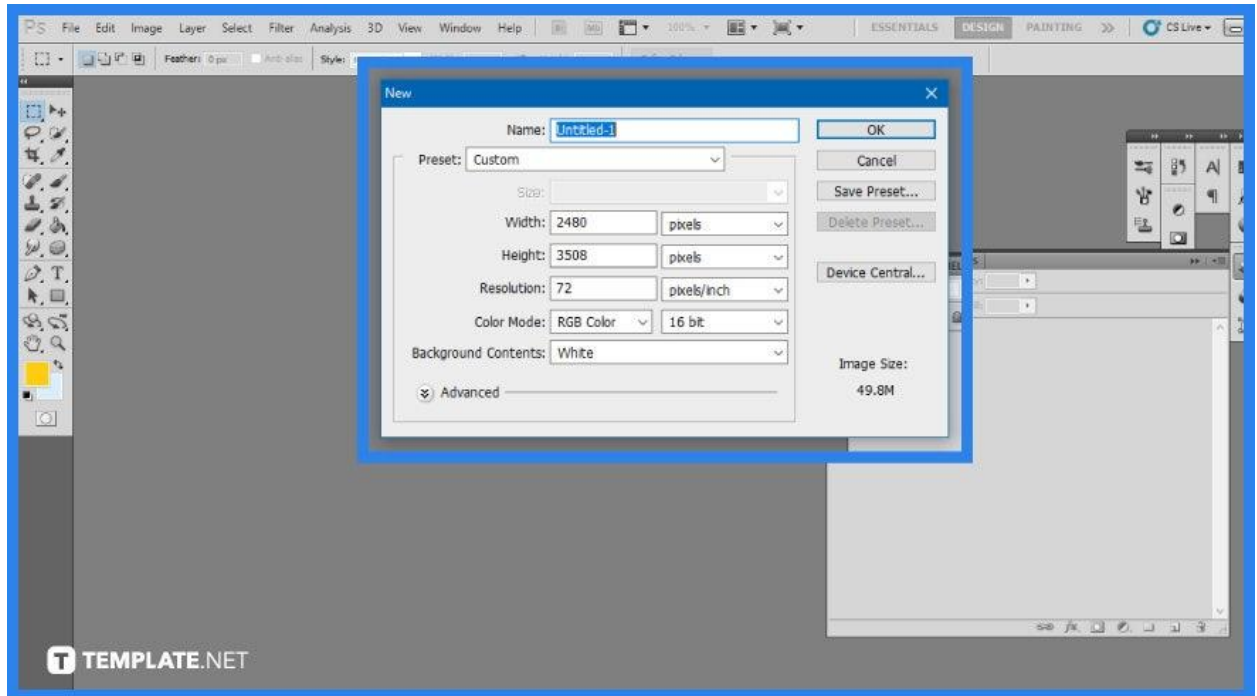 PS File Edit Image Layer Select Filter Analysis 3D View Window Help Br Mb 100% ESSENTIALS DESIGN PAINTING >> CS Live
Feather: 0 px Anti-alias Style:
New
Name: Untitled-1 OK
Preset: Custom Cancel
Size: Save Preset...
Width: 2480 pixels Delete Preset...
Height: 3508 pixels
Device Central...
Resolution: 72 pixels/inch
Color Mode: RGB Color 16 bit
Background Contents: White
Image Size:
Advanced 49.8M
T TEMPLATE.NET